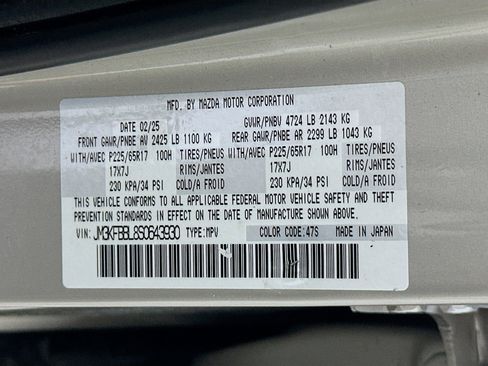 MFD. BY MAZDA MOTOR CORPORATION
DATE 02/25 GVWR/PNBV 4724 LB 2143 KG
FRONT GAWR/PNBE AV 2425 LB 1100 KG REAR GAWR/PNBE AR 2299 LB 1043 KG
WITH/AVEC P225/65R17 100H TIRES/PNEUS WITH/AVEC P225/65R17 100H TIRES/PNEUS
17X7J RIMS/JANTES 17X7J RIMS/JANTES
230 KPA/34 PSI COLD/FROID 230 KPA/34 PSI COLD/FROID
THIS VEHICLE CONFORMS TO ALL APPLICABLE FEDERAL MOTOR VEHICLE SAFETY AND THEFT
PREVENTION STANDARDS IN EFFECT ON THE DATE OF MANUFACTURE SHOWN ABOVE.
VIN: JM3KFBBL8S0643930 TYPE:MPV COLOR CODE:47S MADE IN JAPAN